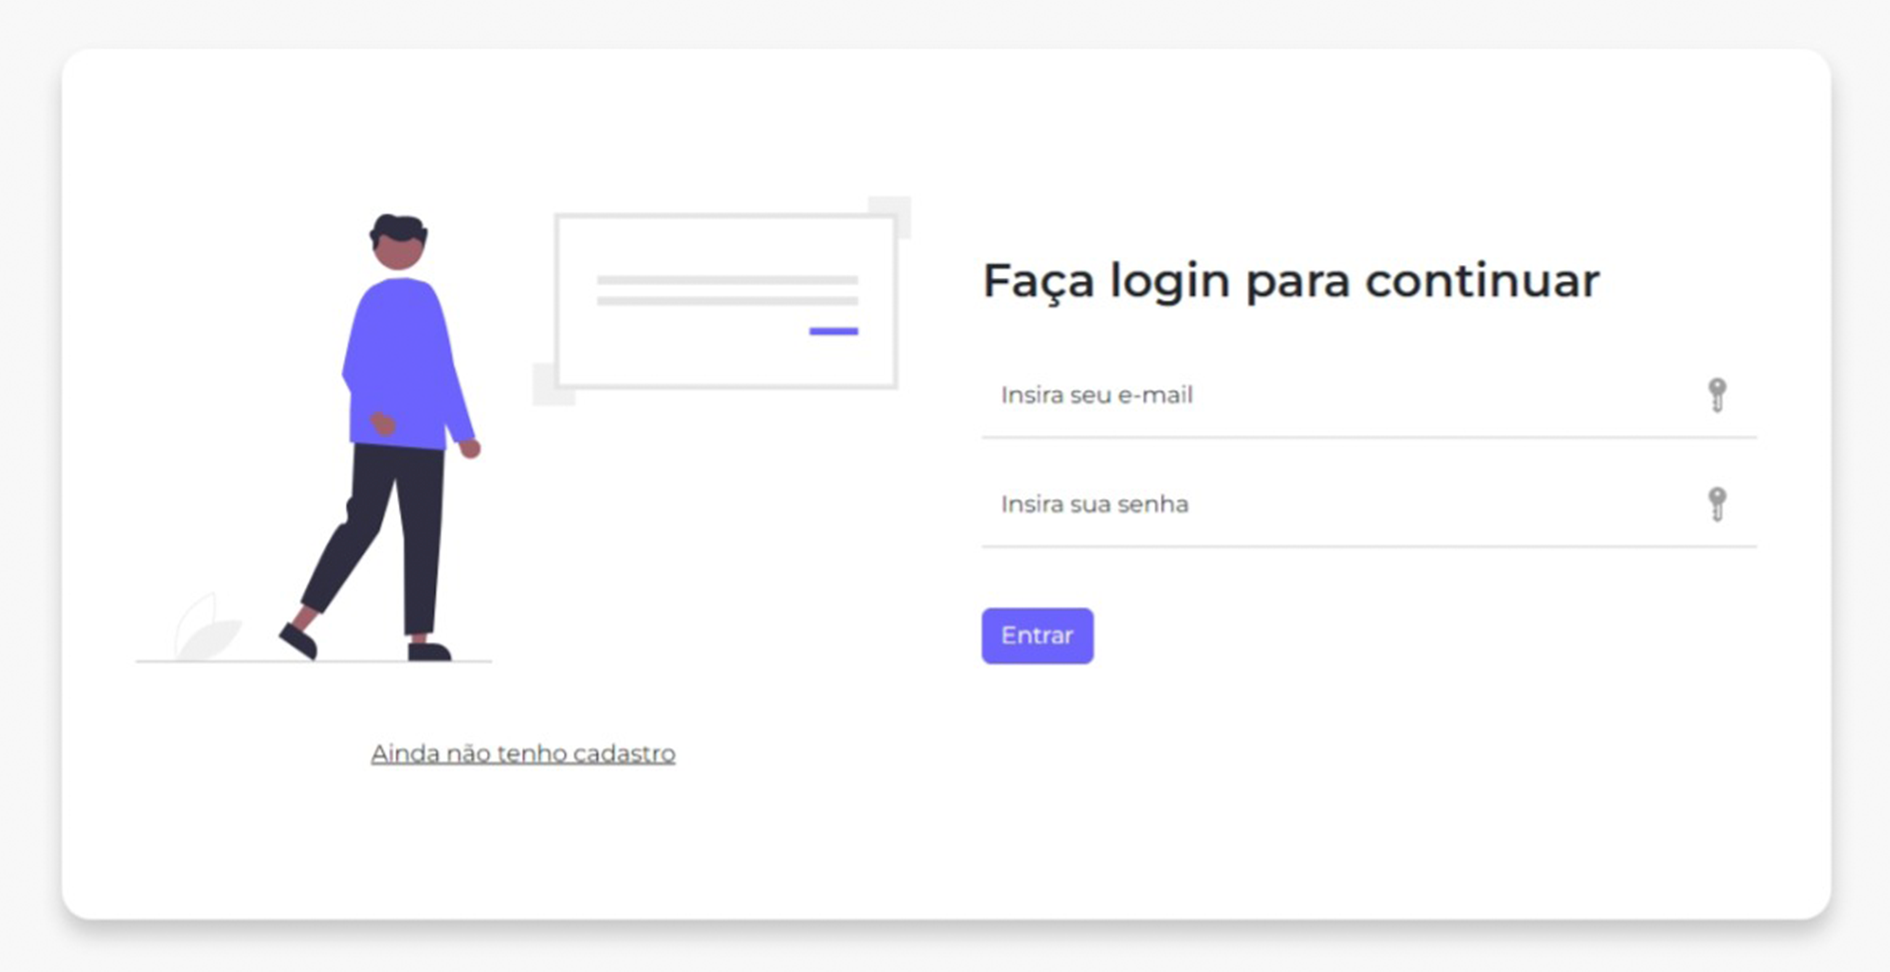 Faça login para continuar
Insira seu e-mail
Insira sua senha
Entrar
Ainda não tenho cadastro